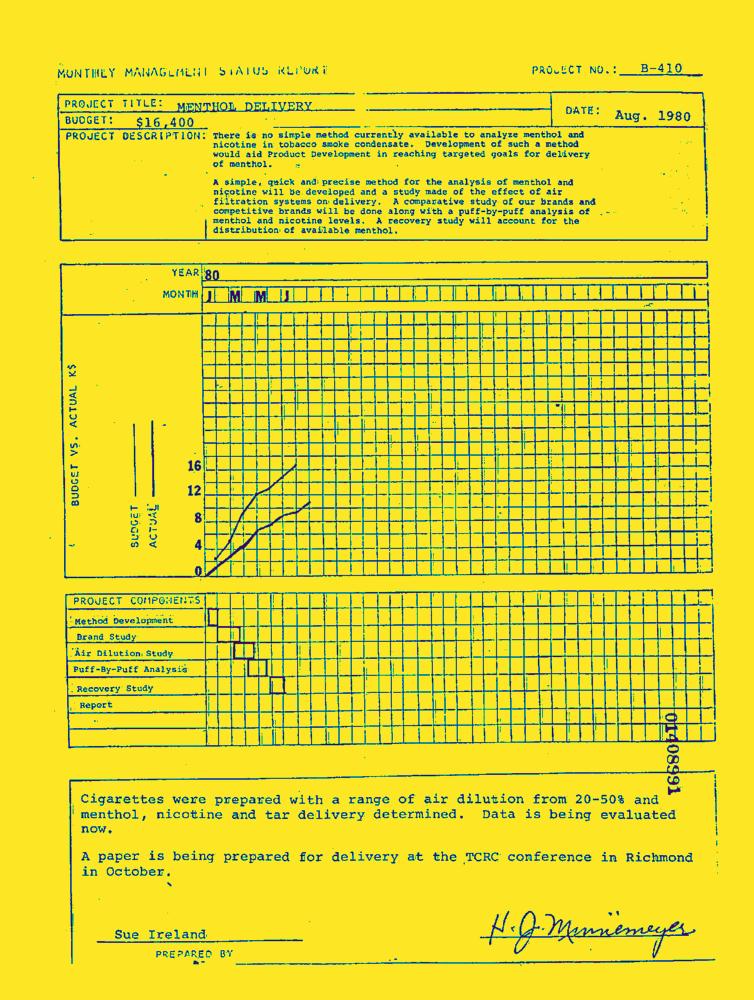 MONTHLY MANAGEMENT STATUS REPORT
PROJECT NO.: B-410
PROJECT TITLE: MENTHOL DELIVERY
BUDGET: $16,400
DATE: Aug. 1980
PROJECT DESCRIPTION: There is no simple method currently available to analyze menthol and
nicotine in tobacco smoke condensate. Development of such a method
would aid Product Development in reaching targeted goals for delivery
of menthol.
A simple, quick and precise method for the analysis of menthol and
nicotine will be developed and a study made of the effect of air
filtration systems on delivery. A comparative study of our brands and
competitive brands will be done along with a puff-by-puff analysis of
menthol and nicotine levels. A recovery study will account for the
distribution of available menthol.
YEAR 80
MONTH J M M J
BUDGET VS. ACTUAL K$
BUDGET
ACTUAL
16
12
8
4
0
PROJECT COMPONENTS
Method Development
Brand Study
Air Dilution Study
Puff-By-Puff Analysis
Recovery Study
Report
01408991
Cigarettes were prepared with a range of air dilution from 20-50% and
menthol, nicotine and tar delivery determined. Data is being evaluated
now.
A paper is being prepared for delivery at the TCRC conference in Richmond
in October.
Sue Ireland
H. J. Minnemeyer
PREPARED BY